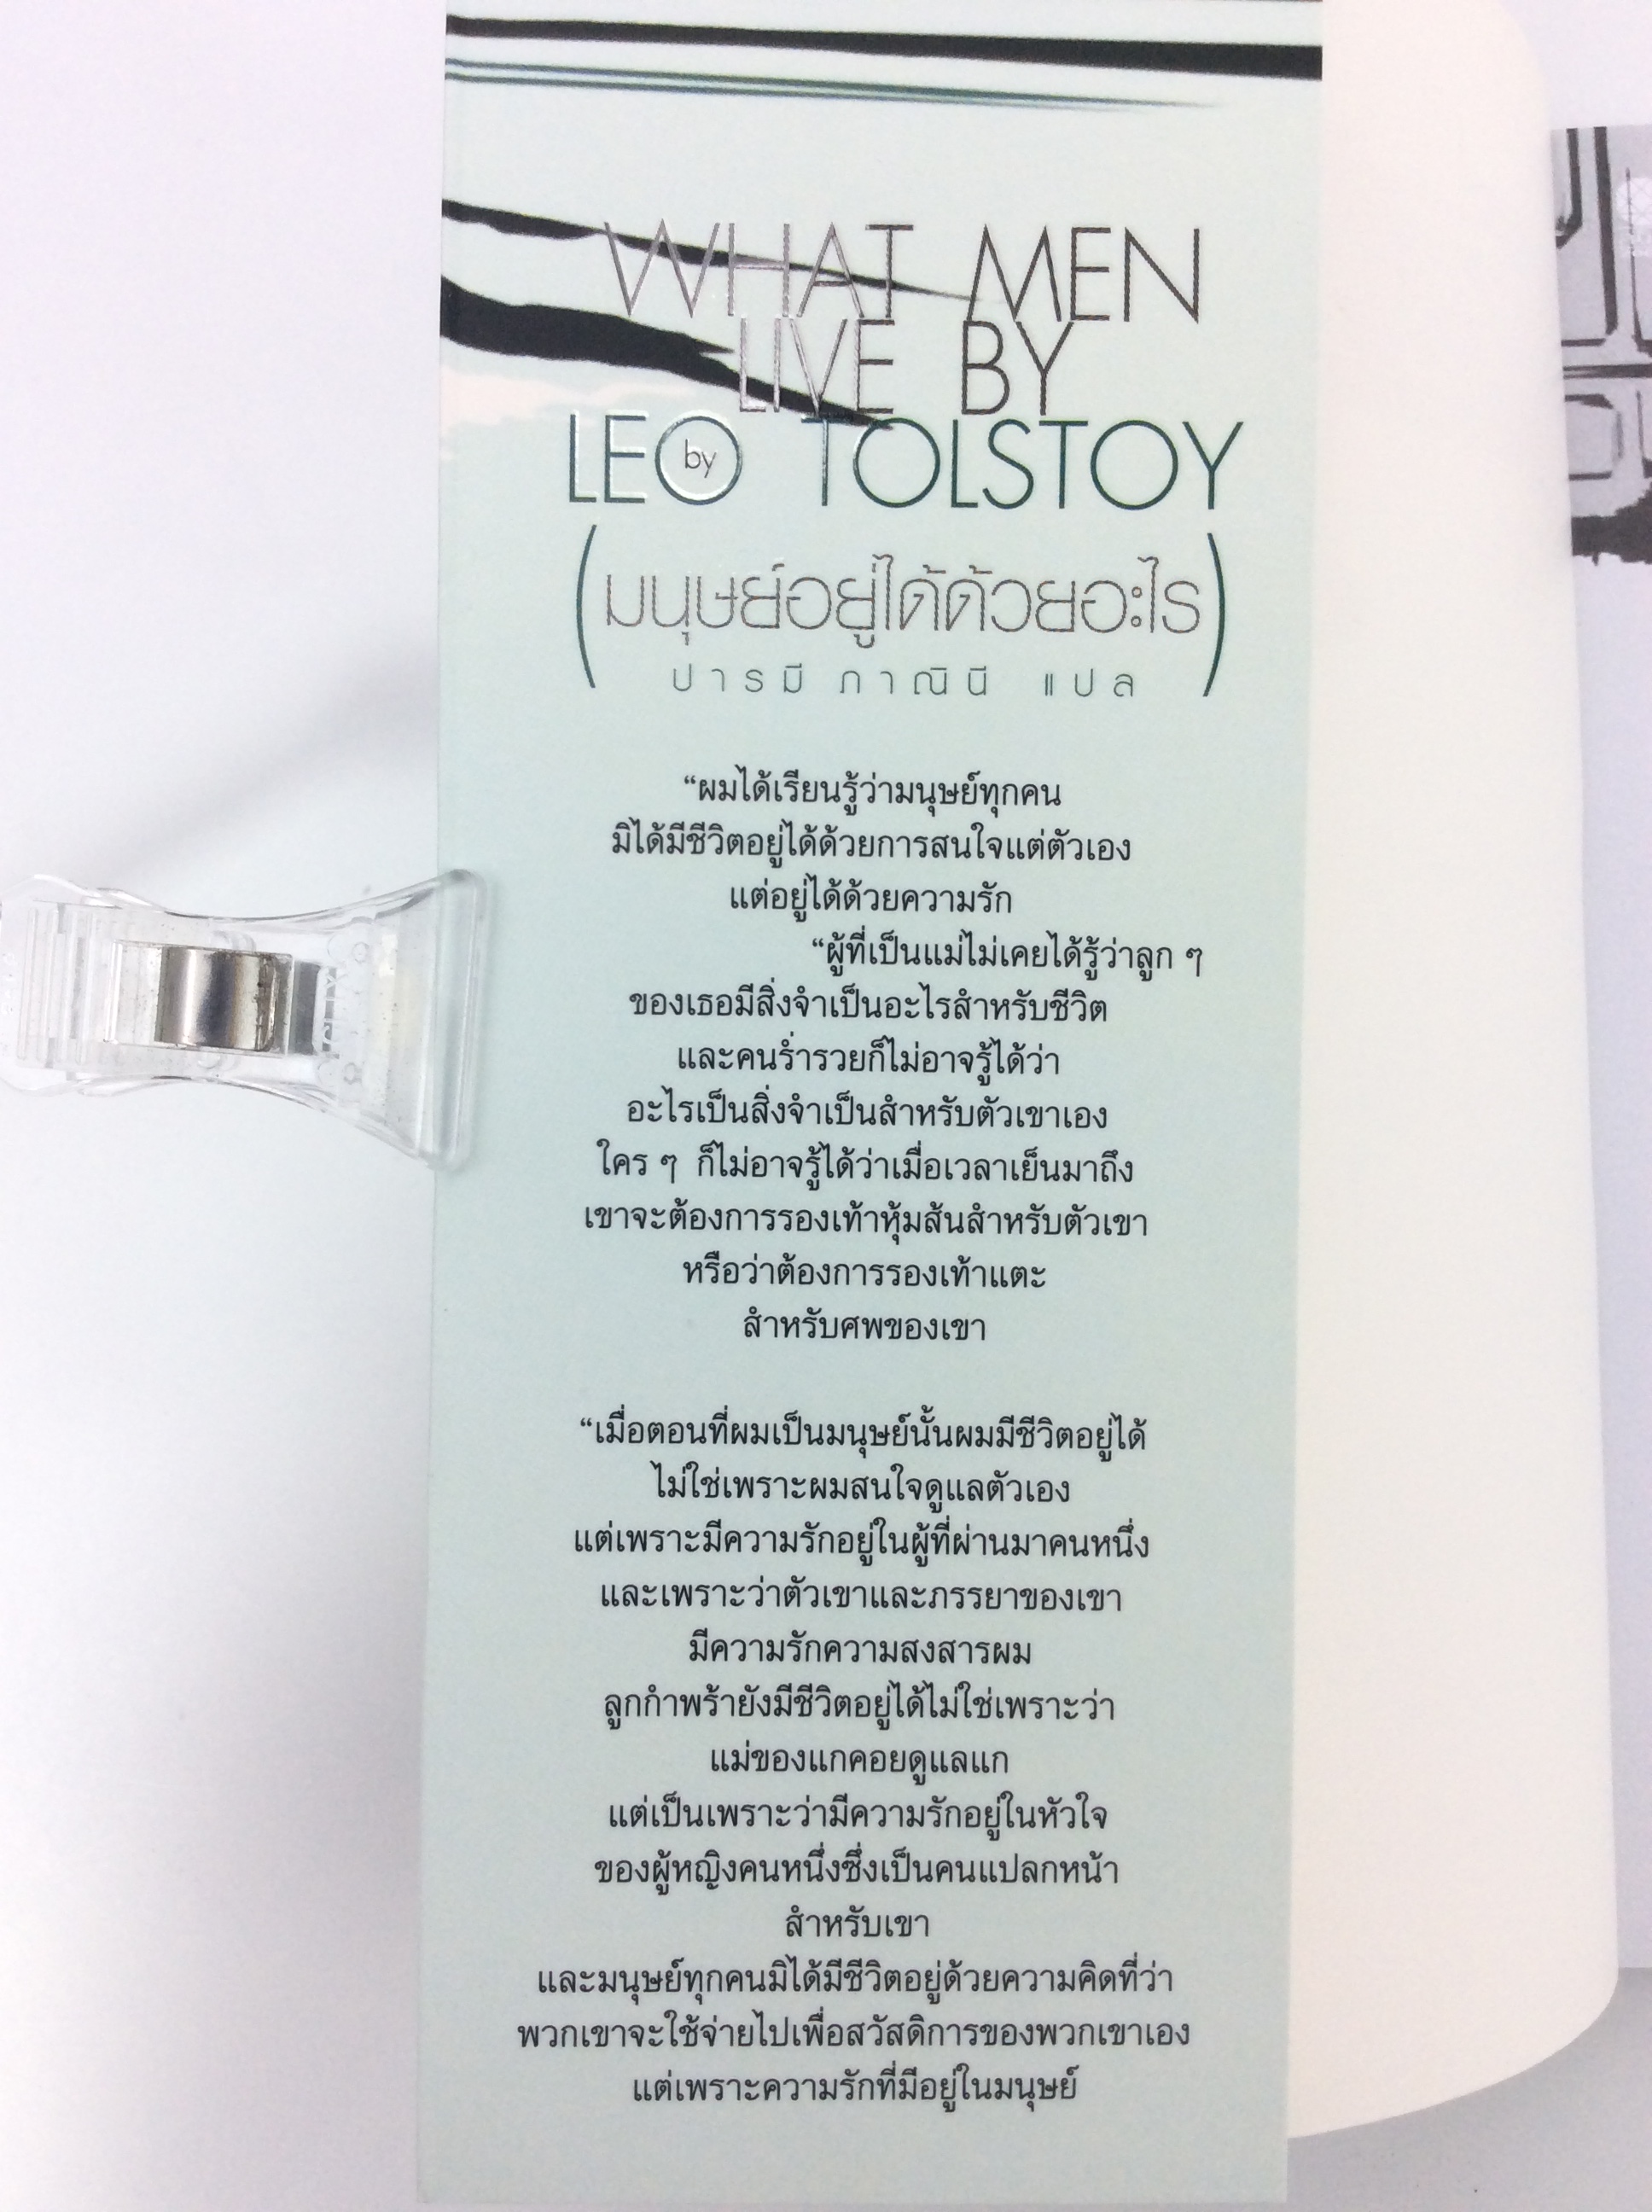 WHAT MEN
LIVE BY
by
LEO TOLSTOY
(มนุษย์อยู่ได้ด้วยอะไร)
ปารมี ภาณินี แปล
“ผมได้เรียนรู้ว่ามนุษย์ทุกคน
มิได้มีชีวิตอยู่ได้ด้วยการสนใจแต่ตัวเอง
แต่อยู่ได้ด้วยความรัก
“ผู้ที่เป็นแม่ไม่เคยได้รู้ว่าลูก ๆ
ของเธอมีสิ่งจำเป็นอะไรสำหรับชีวิต
และคนร่ำรวยก็ไม่อาจรู้ได้ว่า
อะไรเป็นสิ่งจำเป็นสำหรับตัวเขาเอง
ใคร ๆ ก็ไม่อาจรู้ได้ว่าเมื่อเวลาเย็นมาถึง
เขาจะต้องการรองเท้าหุ้มส้นสำหรับตัวเขา
หรือว่าต้องการรองเท้าแตะ
สำหรับศพของเขา
“เมื่อตอนที่ผมเป็นมนุษย์นั้นผมมีชีวิตอยู่ได้
ไม่ใช่เพราะผมสนใจดูแลตัวเอง
แต่เพราะมีความรักอยู่ในผู้ที่ผ่านมาคนหนึ่ง
และเพราะว่าตัวเขาและภรรยาของเขา
มีความรักความสงสารผม
ลูกกำพร้ายังมีชีวิตอยู่ได้ไม่ใช่เพราะว่า
แม่ของแกคอยดูแลแก
แต่เป็นเพราะว่ามีความรักอยู่ในหัวใจ
ของผู้หญิงคนหนึ่งซึ่งเป็นคนแปลกหน้า
สำหรับเขา
และมนุษย์ทุกคนมิได้มีชีวิตอยู่ด้วยความคิดที่ว่า
พวกเขาจะใช้จ่ายไปเพื่อสวัสดิการของพวกเขาเอง
แต่เพราะความรักที่มีอยู่ในมนุษย์